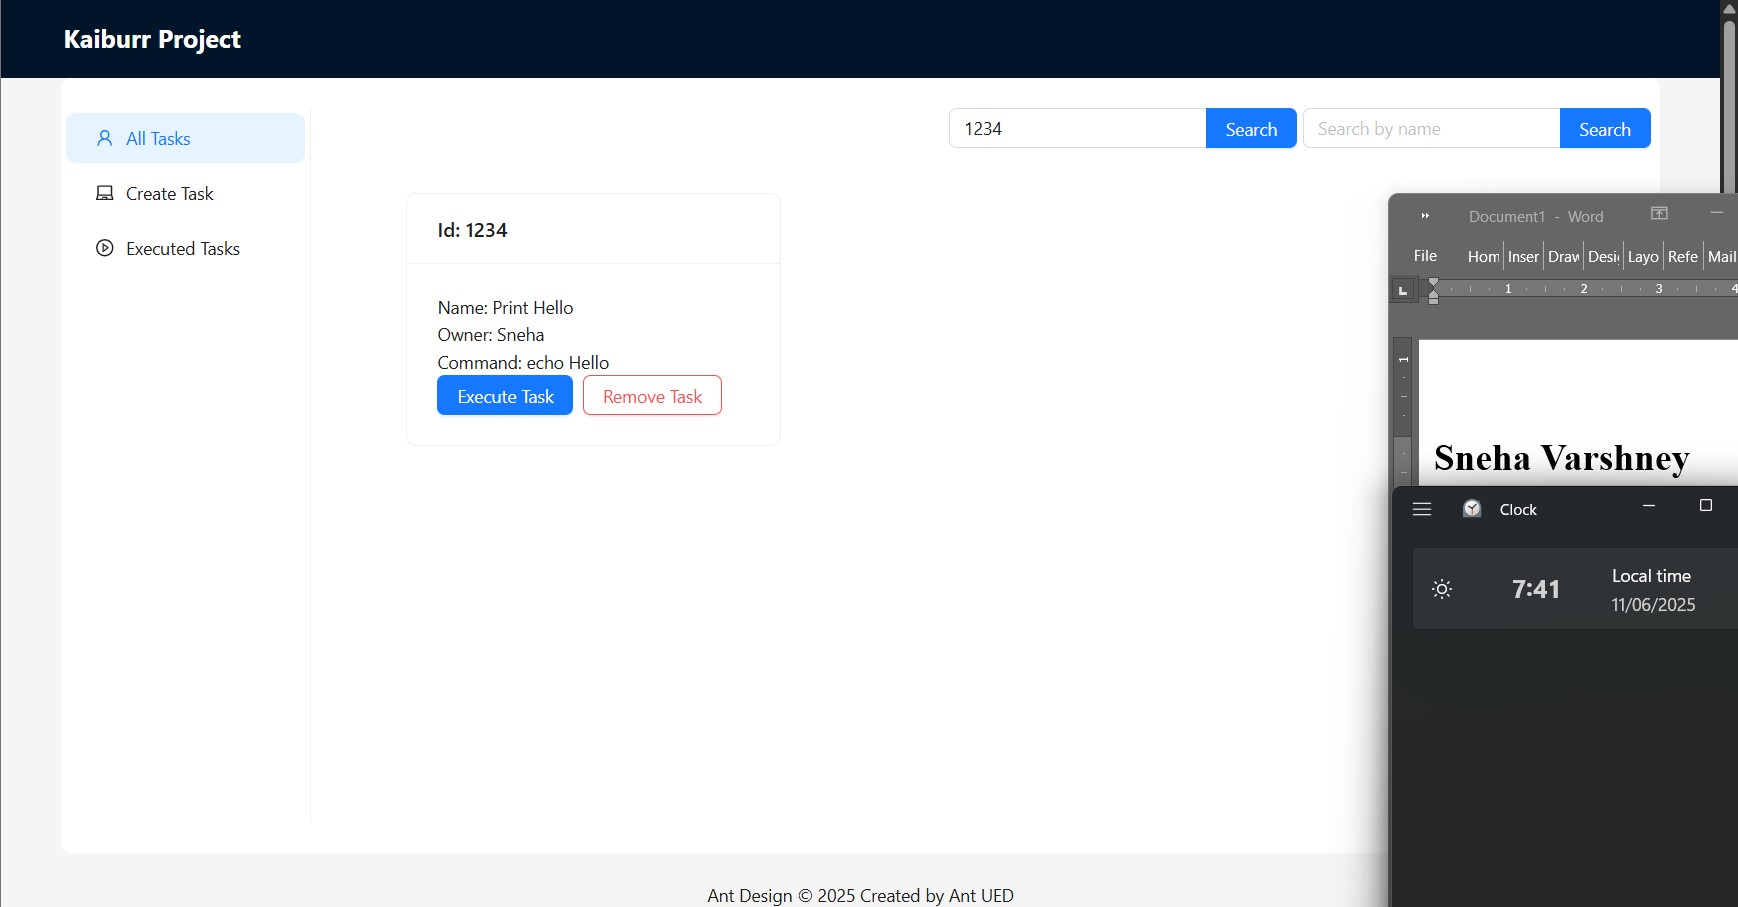 Kaiburr Project
All Tasks
Create Task
Executed Tasks
1234 Search Search by name Search
Id: 1234
Name: Print Hello
Owner: Sneha
Command: echo Hello
Execute Task Remove Task
Document1 - Word
File Hom Inser Draw Desi Layo Refe Mail
1 2 3 4
1
Sneha Varshney
Clock
7:41 Local time
11/06/2025
Ant Design © 2025 Created by Ant UED